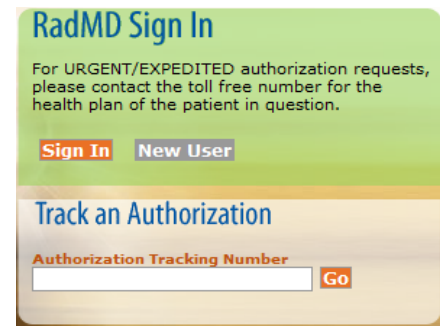 RadMD Sign In
For URGENT/EXPEDITED authorization requests,
please contact the toll free number for the
health plan of the patient in question.
Sign In New User
Track an Authorization
Authorization Tracking Number
Go